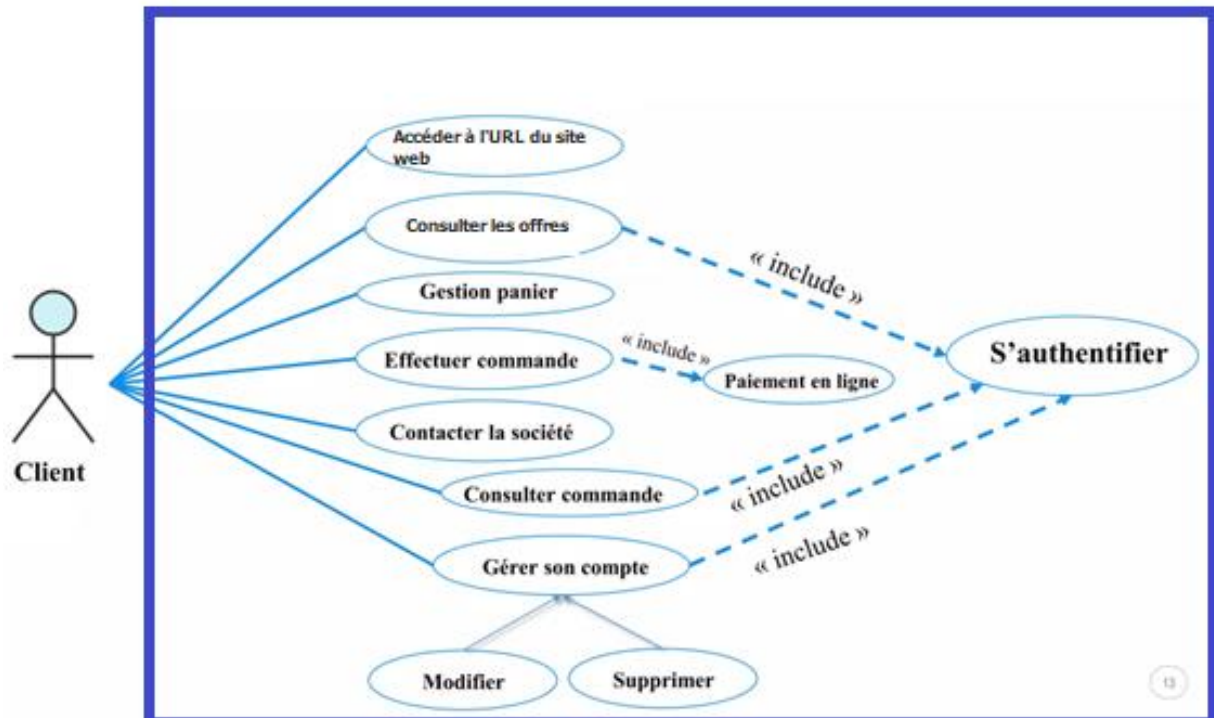 Accéder à l'URL du site
web
Consulter les offres
« include »
Gestion panier
Effectuer commande
« include »
Paiement en ligne
S'authentifier
Contacter la société
Client
Consulter commande
« include »
Gérer son compte
« include »
Modifier
Supprimer
13